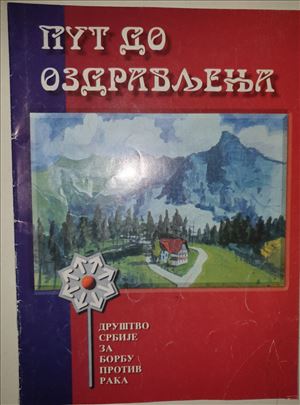 ПУТ ДО
ОЗДРАВЉЕЊА
ДРУШТВО
СРБИЈЕ
ЗА
БОРБУ
ПРОТИВ
РАКА